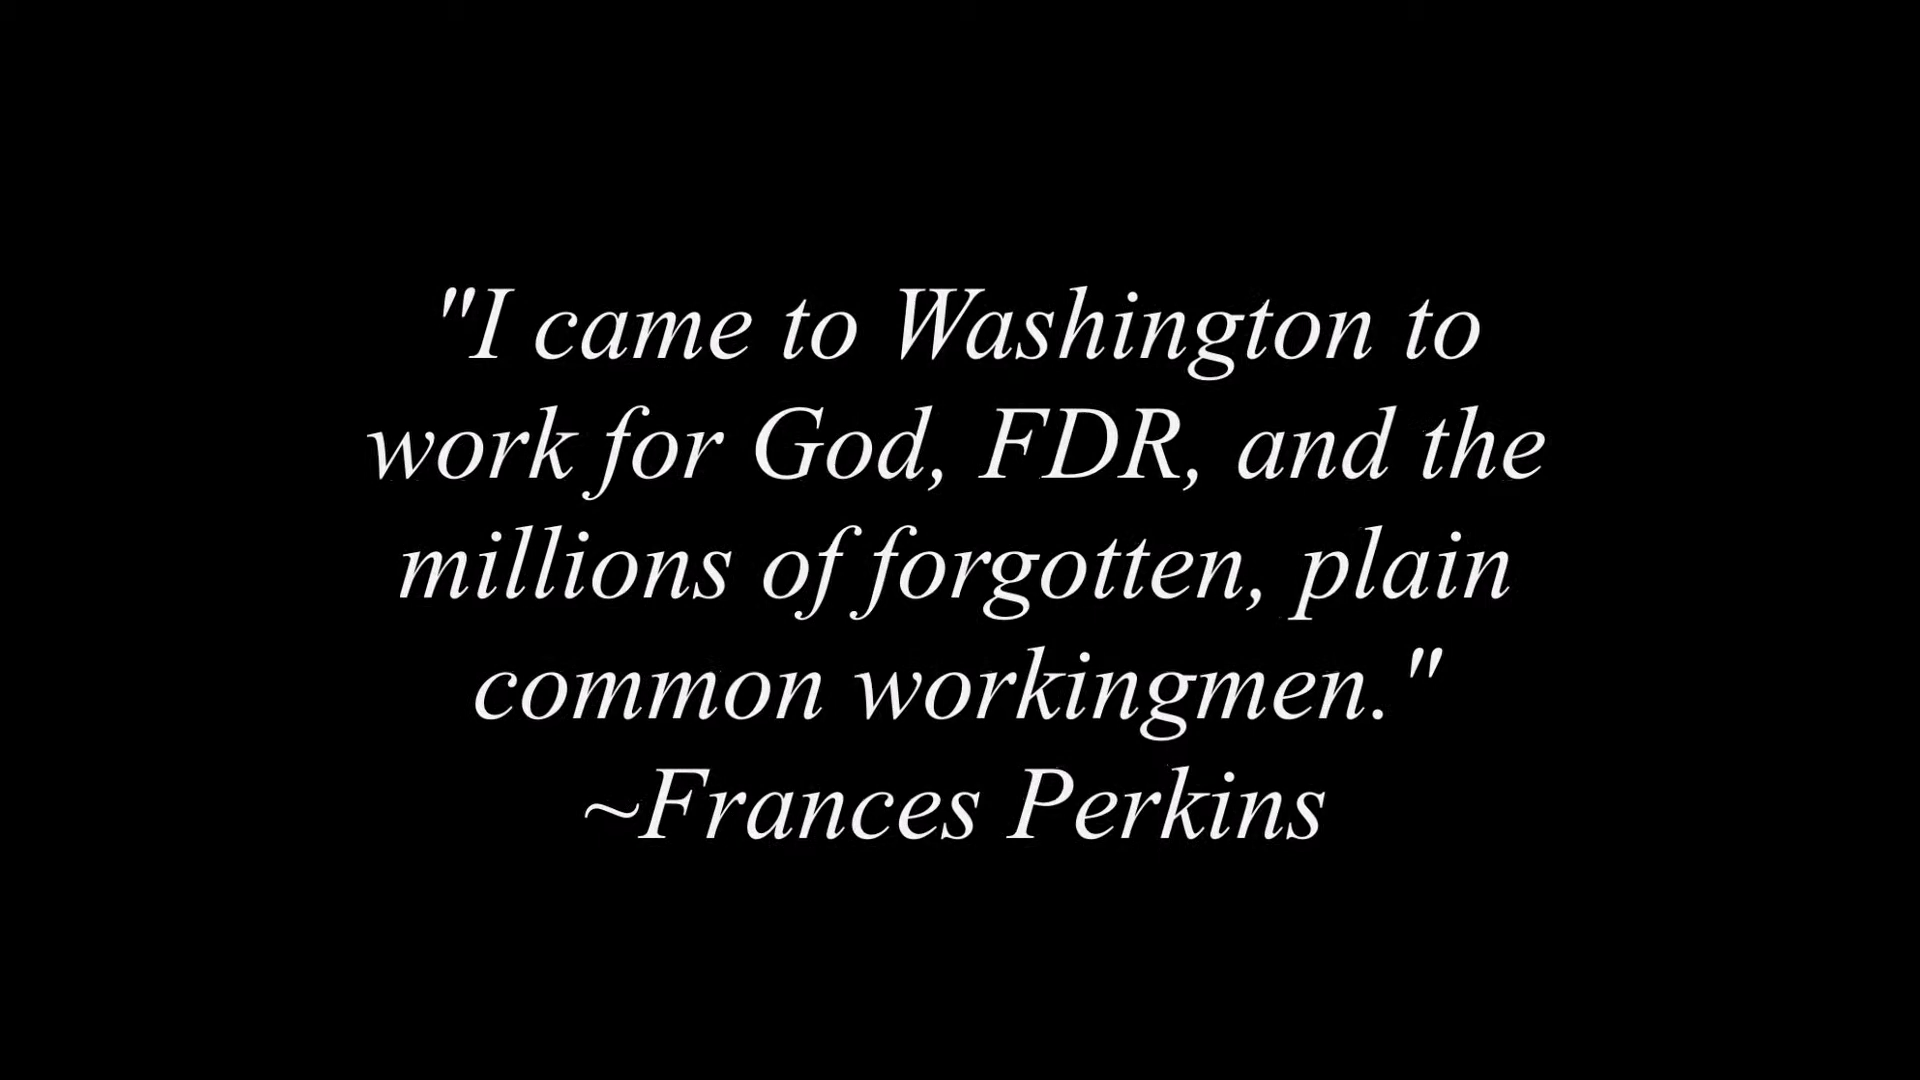 "I came to Washington to
work for God, FDR, and the
millions of forgotten, plain
common workingmen."
~Frances Perkins